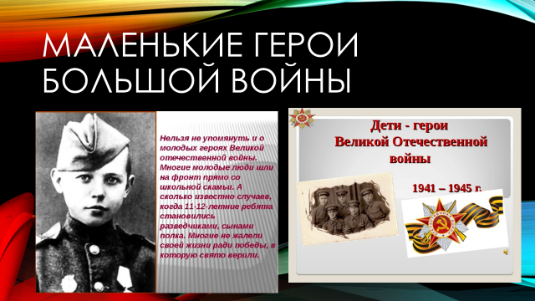 МАЛЕНЬКИЕ ГЕРОИ
БОЛЬШОЙ ВОЙНЫ
Нельзя не упомянуть и о
молодых героях Великой
отечественной войны.
Многие молодые люди шли
на фронт прямо со
школьной скамьи. А
сколько известно случаев,
когда 11-12-летние ребята
становились
разведчиками, сынами
полка. Многие не жалели
своей жизни ради победы, в
которую свято верили.
Дети - герои
Великой Отечественной
войны
1941 – 1945 г.